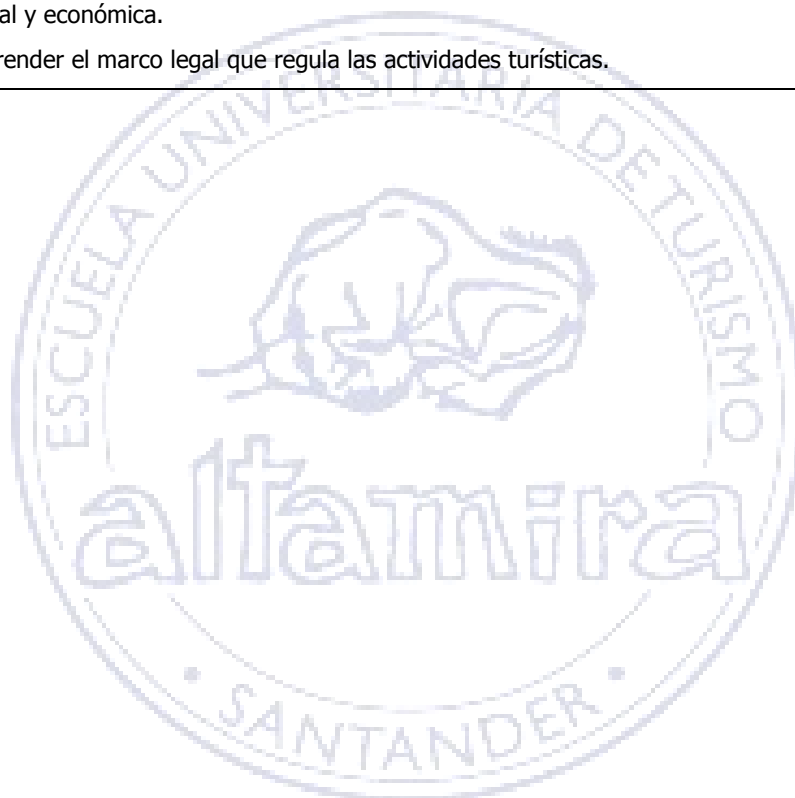 al y económica.
render el marco legal que regula las actividades turísticas.
ESCUELA UNIVERSITARIA DE TURISMO
altamira
• SANTANDER •